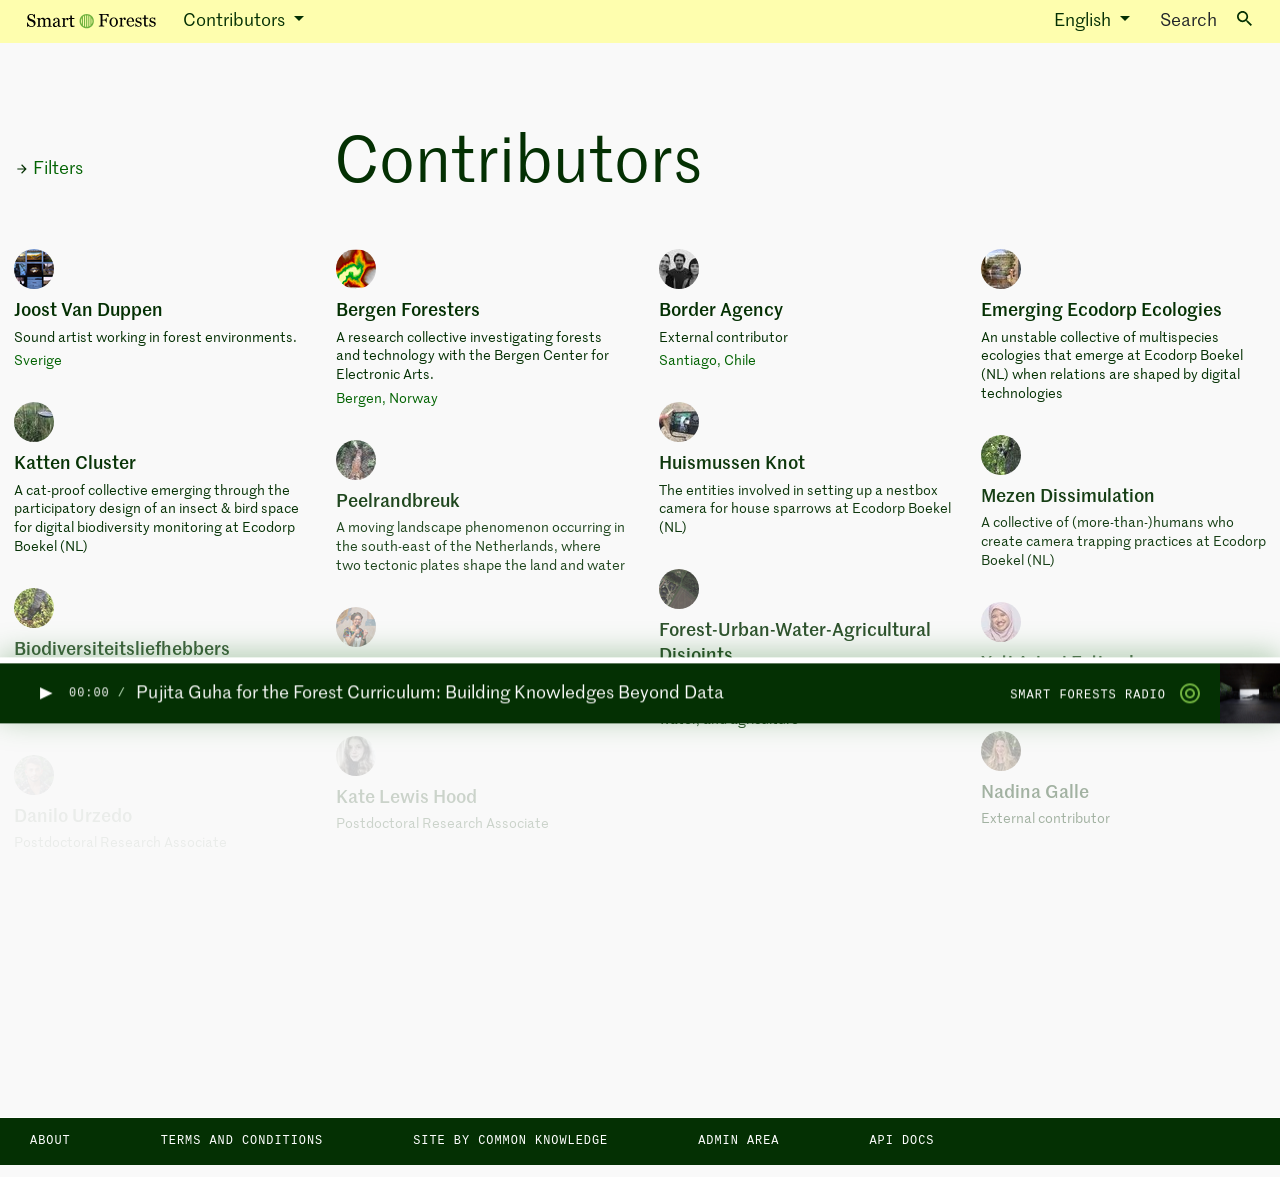 Smart Forests
Contributors
English
Search
→ Filters
Contributors
Joost Van Duppen
Sound artist working in forest environments.
Sverige
Katten Cluster
A cat-proof collective emerging through the
participatory design of an insect & bird space
for digital biodiversity monitoring at Ecodorp
Boekel (NL)
Biodiversiteitsliefhebbers
Danilo Urzedo
Postdoctoral Research Associate
Bergen Foresters
A research collective investigating forests
and technology with the Bergen Center for
Electronic Arts.
Bergen, Norway
Peelrandbreuk
A moving landscape phenomenon occurring in
the south-east of the Netherlands, where
two tectonic plates shape the land and water
Kate Lewis Hood
Postdoctoral Research Associate
Border Agency
External contributor
Santiago, Chile
Huismussen Knot
The entities involved in setting up a nestbox
camera for house sparrows at Ecodorp Boekel
(NL)
Forest-Urban-Water-Agricultural
Disjoints
Emerging Ecodorp Ecologies
An unstable collective of multispecies
ecologies that emerge at Ecodorp Boekel
(NL) when relations are shaped by digital
technologies
Mezen Dissimulation
A collective of (more-than-)humans who
create camera trapping practices at Ecodorp
Boekel (NL)
Nadina Galle
External contributor
00:00 /
Pujita Guha for the Forest Curriculum: Building Knowledges Beyond Data
SMART FORESTS RADIO
ABOUT
TERMS AND CONDITIONS
SITE BY COMMON KNOWLEDGE
ADMIN AREA
API DOCS